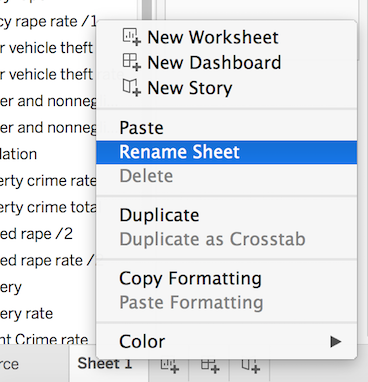 cy rape rate /1
r vehicle theft
r vehicle theft
er and nonneg
er and nonneg
lation
erty crime rate
erty crime tota
ed rape /2
ed rape rate /
ery
ery rate
nt Crime rate
New Worksheet
New Dashboard
New Story
Paste
Rename Sheet
Delete
Duplicate
Duplicate as Crosstab
Copy Formatting
Paste Formatting
Color
rce
Sheet 1